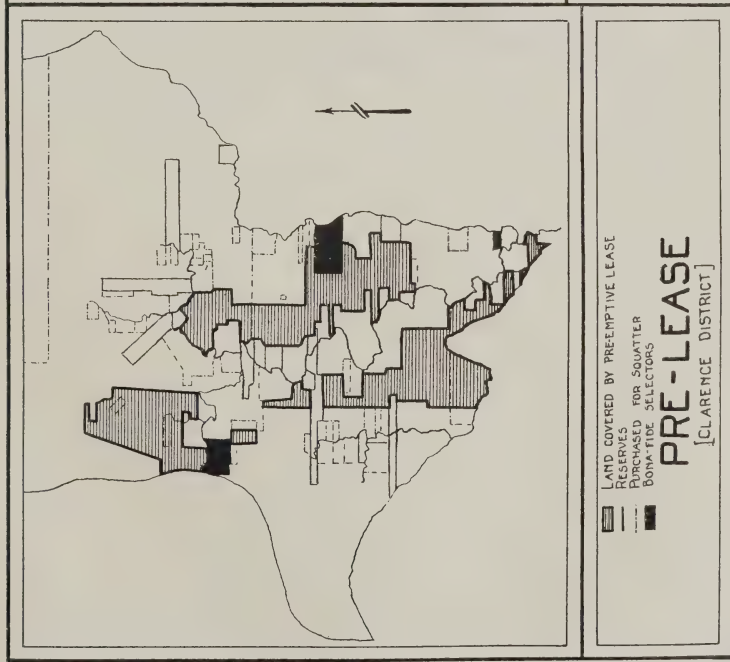 LAND COVERED BY PRE-EMPTIVE LEASE
RESERVES
PURCHASED FOR SQUATTER
BONA-FIDE SELECTORS
PRE-LEASE
[CLARENCE DISTRICT]